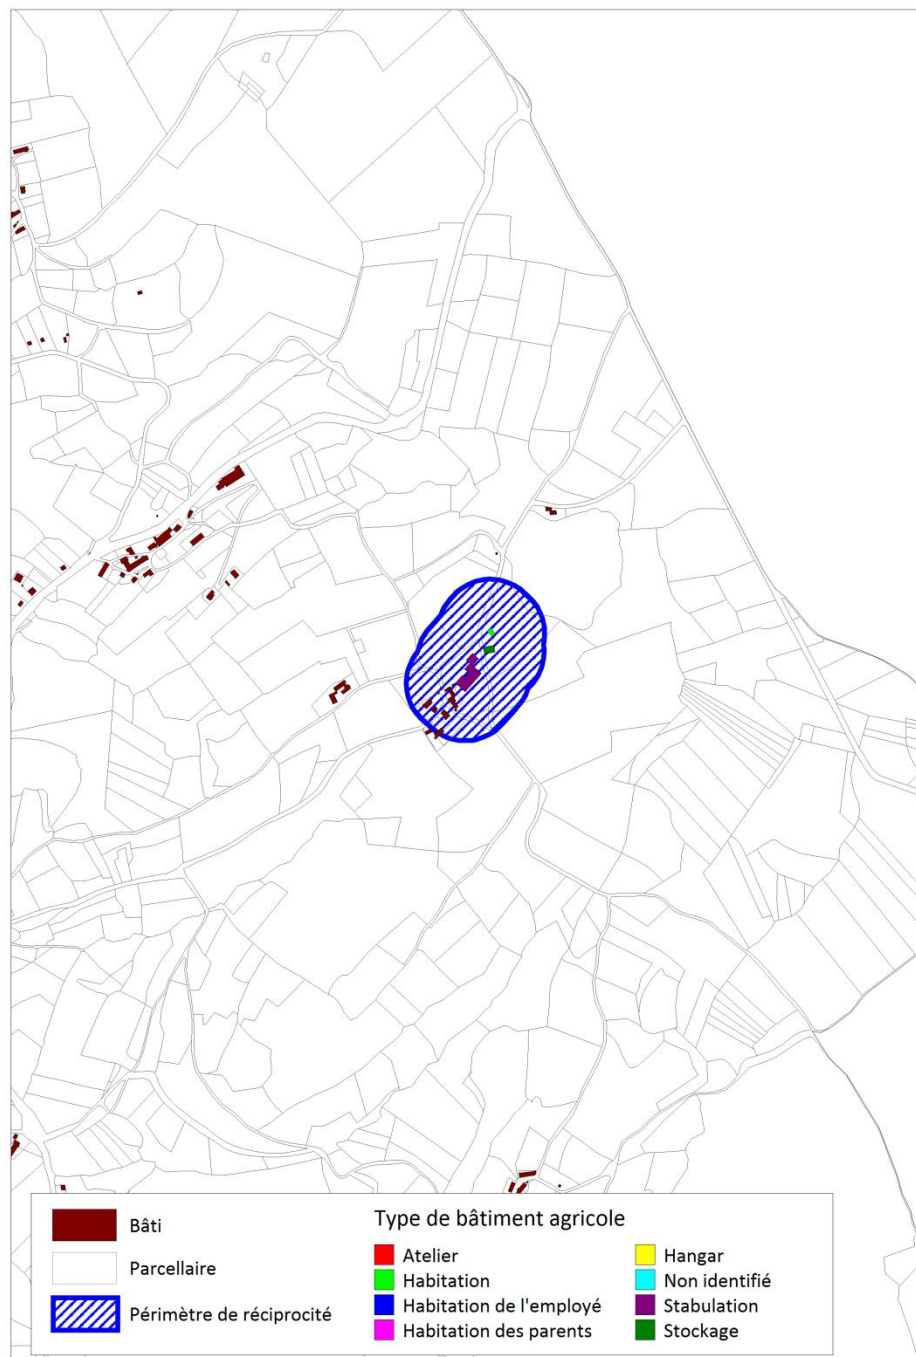 Bâti
Parcellaire
Périmètre de réciprocité
Type de bâtiment agricole
Atelier
Habitation
Habitation de l'employé
Habitation des parents
Hangar
Non identifié
Stabulation
Stockage